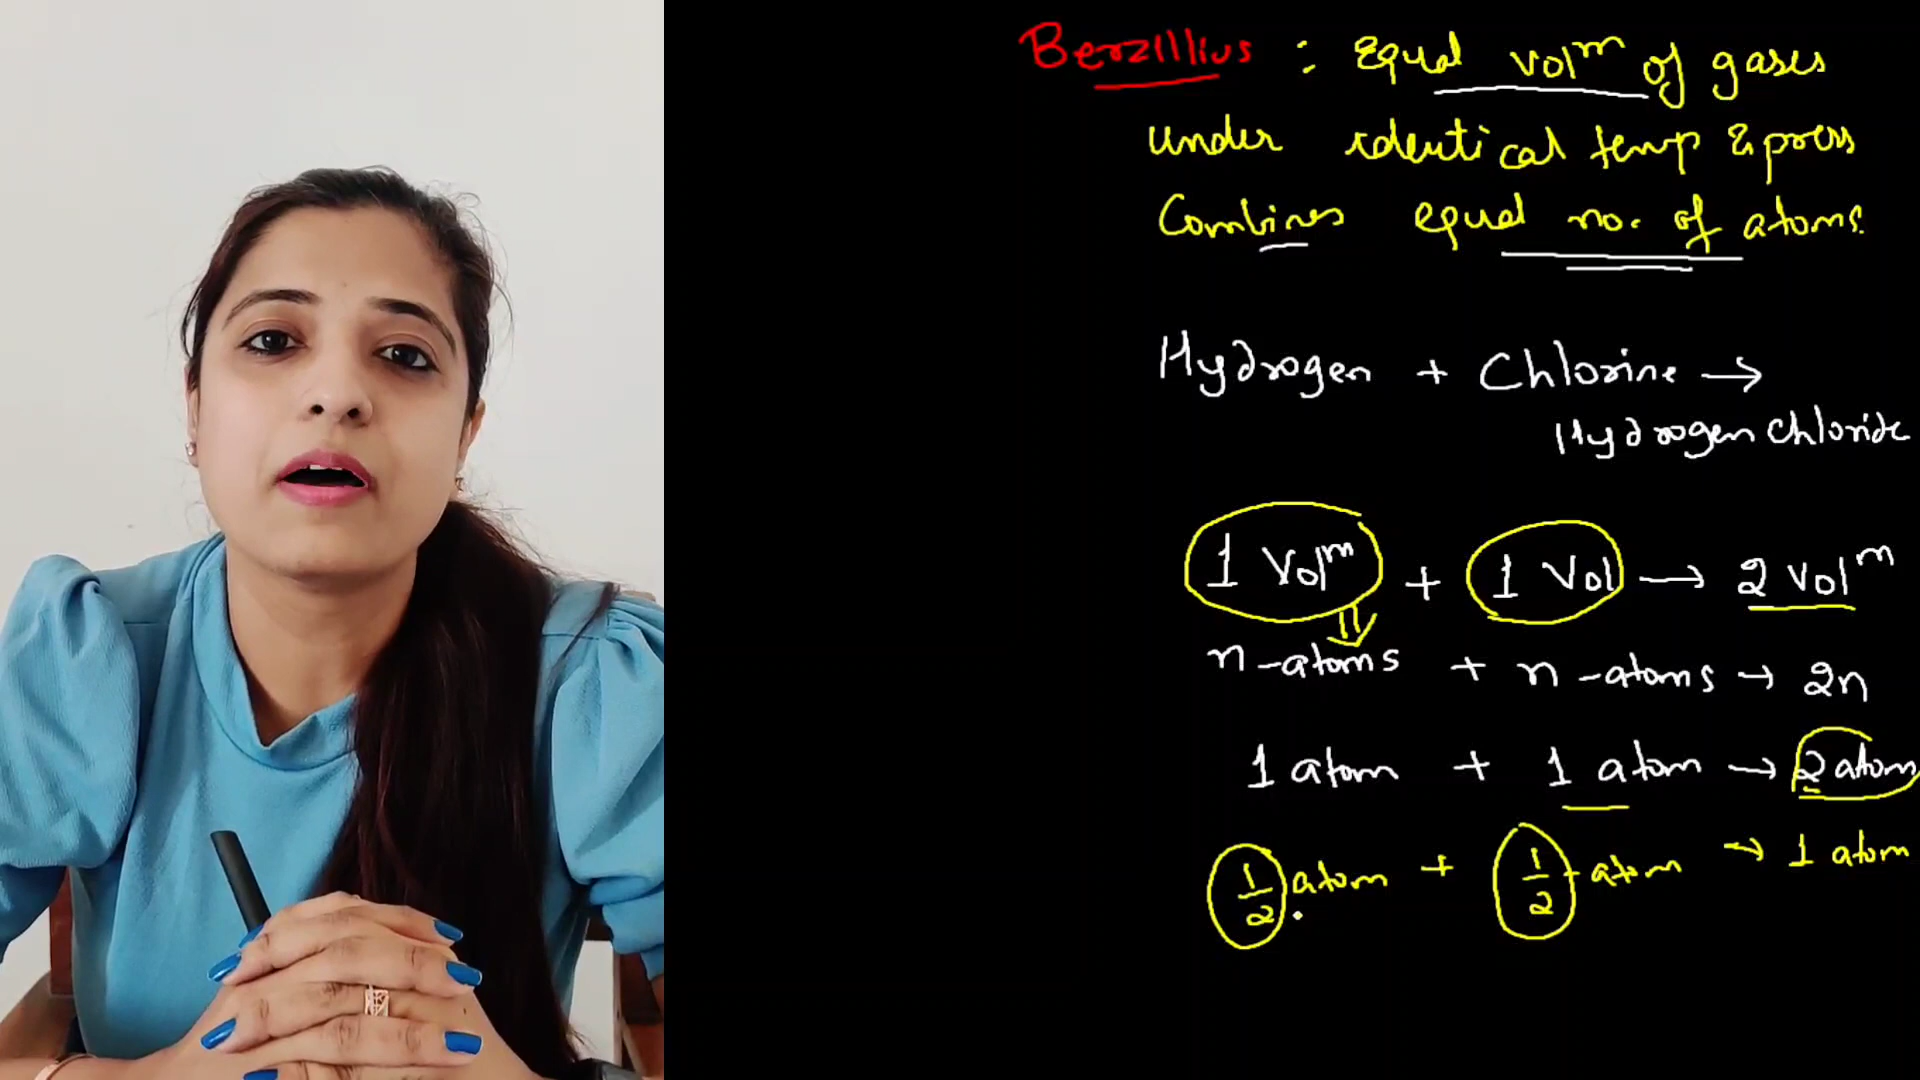 Berzillius : Equal volᵐ of gases
under identical temp & press
Combines equal no. of atoms.
Hydrogen + Chlorine →
Hydrogen chloride
1 Volᵐ + 1 Vol → 2 Volᵐ
n-atoms + n-atoms → 2n
1 atom + 1 atom → 2 atom
1/2 atom + 1/2 atom → 1 atom